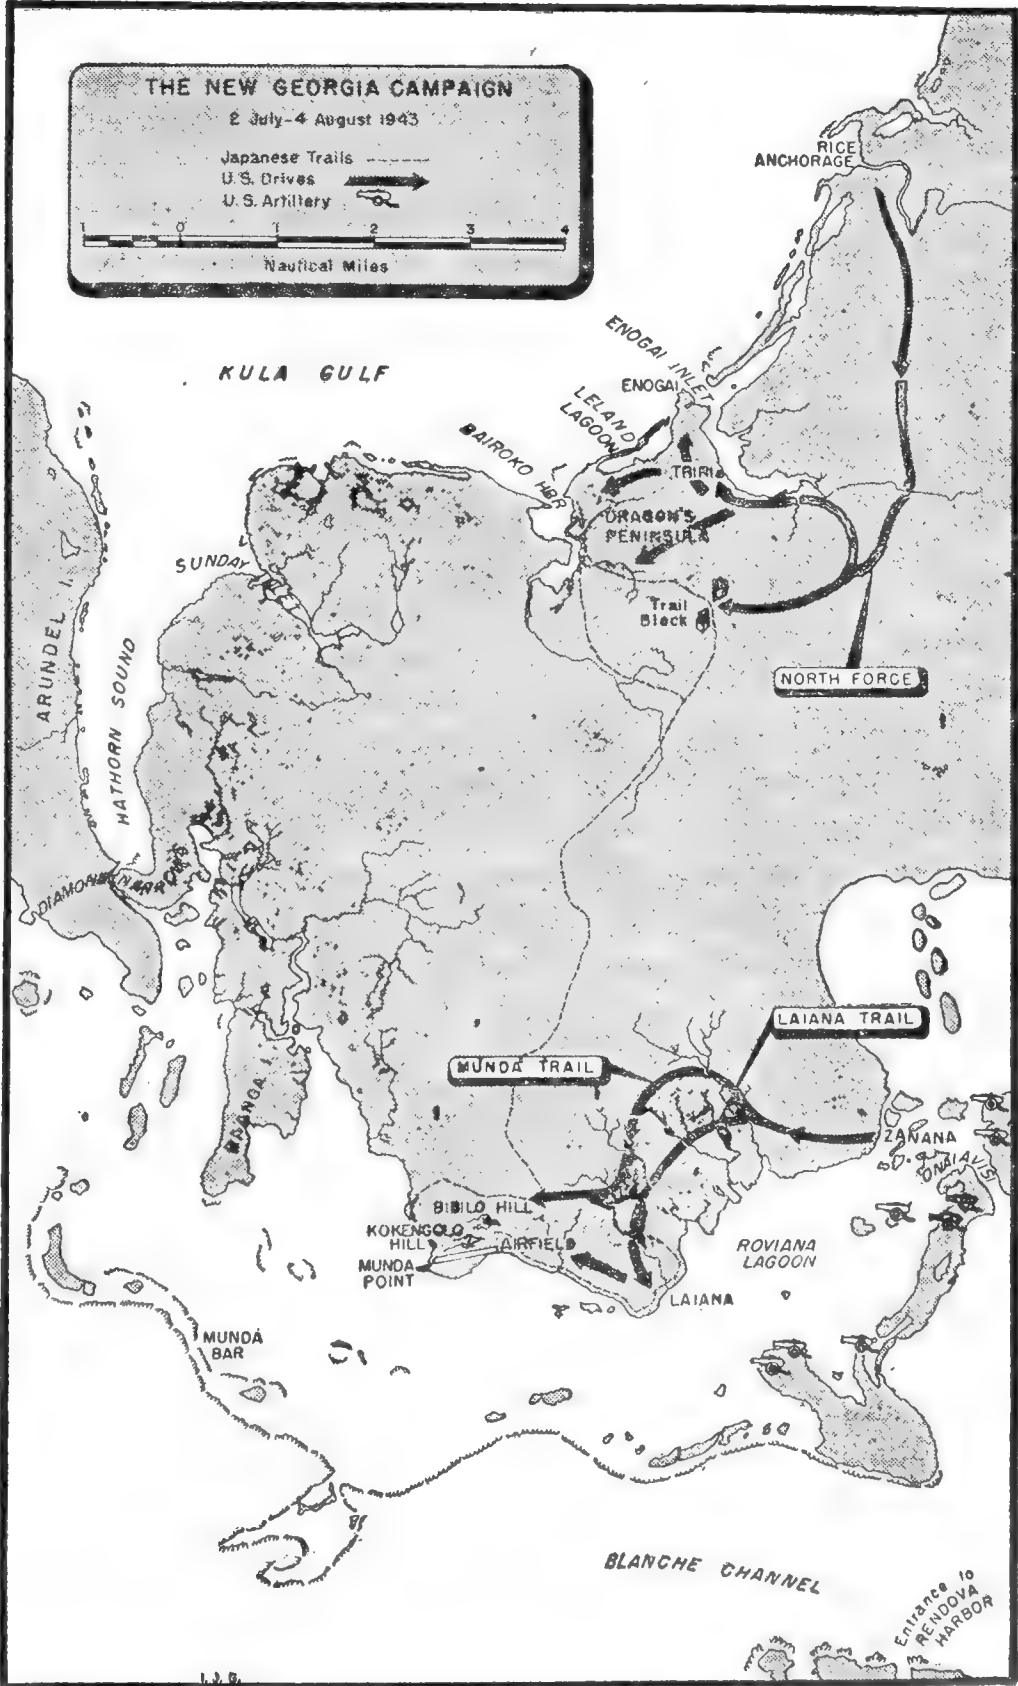 THE NEW GEORGIA CAMPAIGN
2 July-4 August 1943
Japanese Trails
U.S. Drives
U.S. Artillery
1 0 1 2 3 4
Nautical Miles
RICE
ANCHORAGE
KULA GULF
ENOGAI INLET
ENOGAI
LELAND
LAGOON
BAIROKO HBR
TRIRI
DRAGON'S
PENINSULA
SUNDAY
Trail
Block
ARUNDEL I.
HATHORN SOUND
NORTH FORCE
DIAMOND NARROWS
LAIANA TRAIL
MUNDA TRAIL
ZANANA
ONAIAVISI
BIBILO HILL
KOKENGOLO
HILL
AIRFIELD
MUNDA
POINT
ROVIANA
LAGOON
LAIANA
MUNDA
BAR
BLANCHE CHANNEL
Entrance to
RENDOVA
HARBOR
I.J.G.